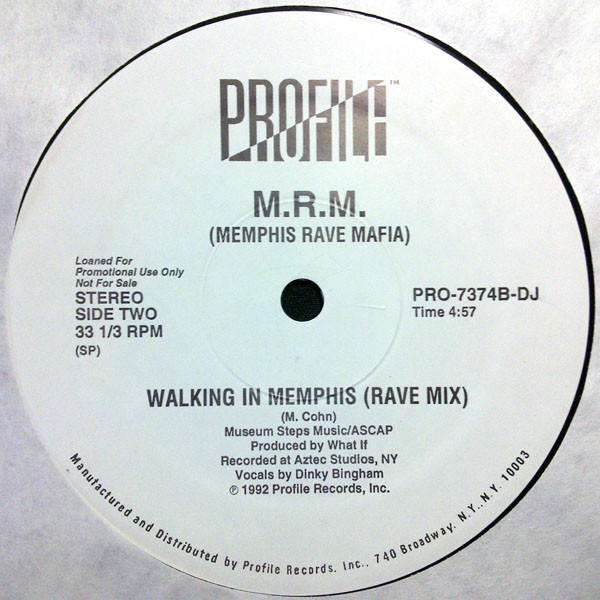 PROFILE™
M.R.M.
(MEMPHIS RAVE MAFIA)
Loaned For
Promotional Use Only
Not For Sale
STEREO
SIDE TWO
33 1/3 RPM
(SP)
PRO-7374B-DJ
Time 4:57
WALKING IN MEMPHIS (RAVE MIX)
(M. Cohn)
Museum Steps Music/ASCAP
Produced by What If
Recorded at Aztec Studios, NY
Vocals by Dinky Bingham
℗ 1992 Profile Records, Inc.
Manufactured and Distributed by Profile Records, Inc., 740 Broadway, N.Y., N.Y. 10003